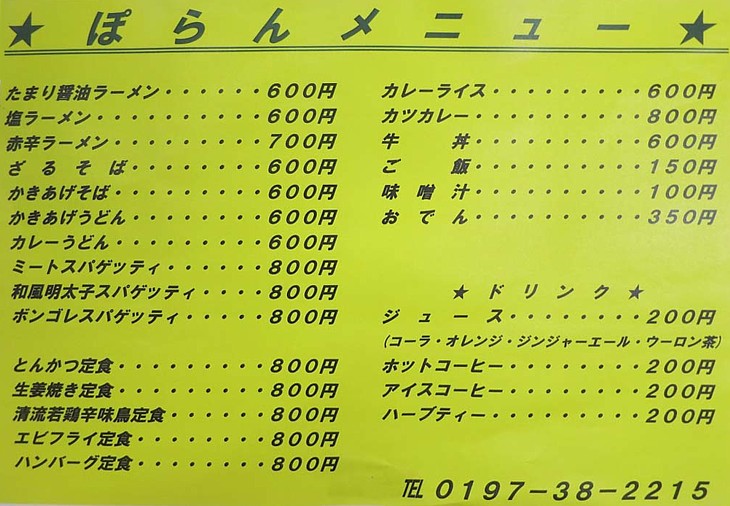 ★ ぽらんメニュー ★
たまり醤油ラーメン・・・・・・600円
塩ラーメン・・・・・・・・・・600円
赤辛ラーメン・・・・・・・・・700円
ざるそば・・・・・・・・・・・600円
かきあげそば・・・・・・・・・600円
かきあげうどん・・・・・・・・600円
カレーうどん・・・・・・・・・600円
ミートスパゲッティ・・・・・・800円
和風明太子スパゲッティ・・・・800円
ボンゴレスパゲッティ・・・・・800円
とんかつ定食・・・・・・・・・800円
生姜焼き定食・・・・・・・・・800円
清流若鶏辛味鳥定食・・・・・・800円
エビフライ定食・・・・・・・・800円
ハンバーグ定食・・・・・・・・800円
カレーライス・・・・・・・・・600円
カツカレー・・・・・・・・・・800円
牛丼・・・・・・・・・・600円
ご飯・・・・・・・・・・150円
味噌汁・・・・・・・・・・100円
おでん・・・・・・・・・・350円
★ ドリンク ★
ジュース・・・・・・・・200円
(コーラ・オレンジ・ジンジャーエール・ウーロン茶)
ホットコーヒー・・・・・・・・200円
アイスコーヒー・・・・・・・・200円
ハーブティー・・・・・・・・・200円
TEL 0197-38-2215